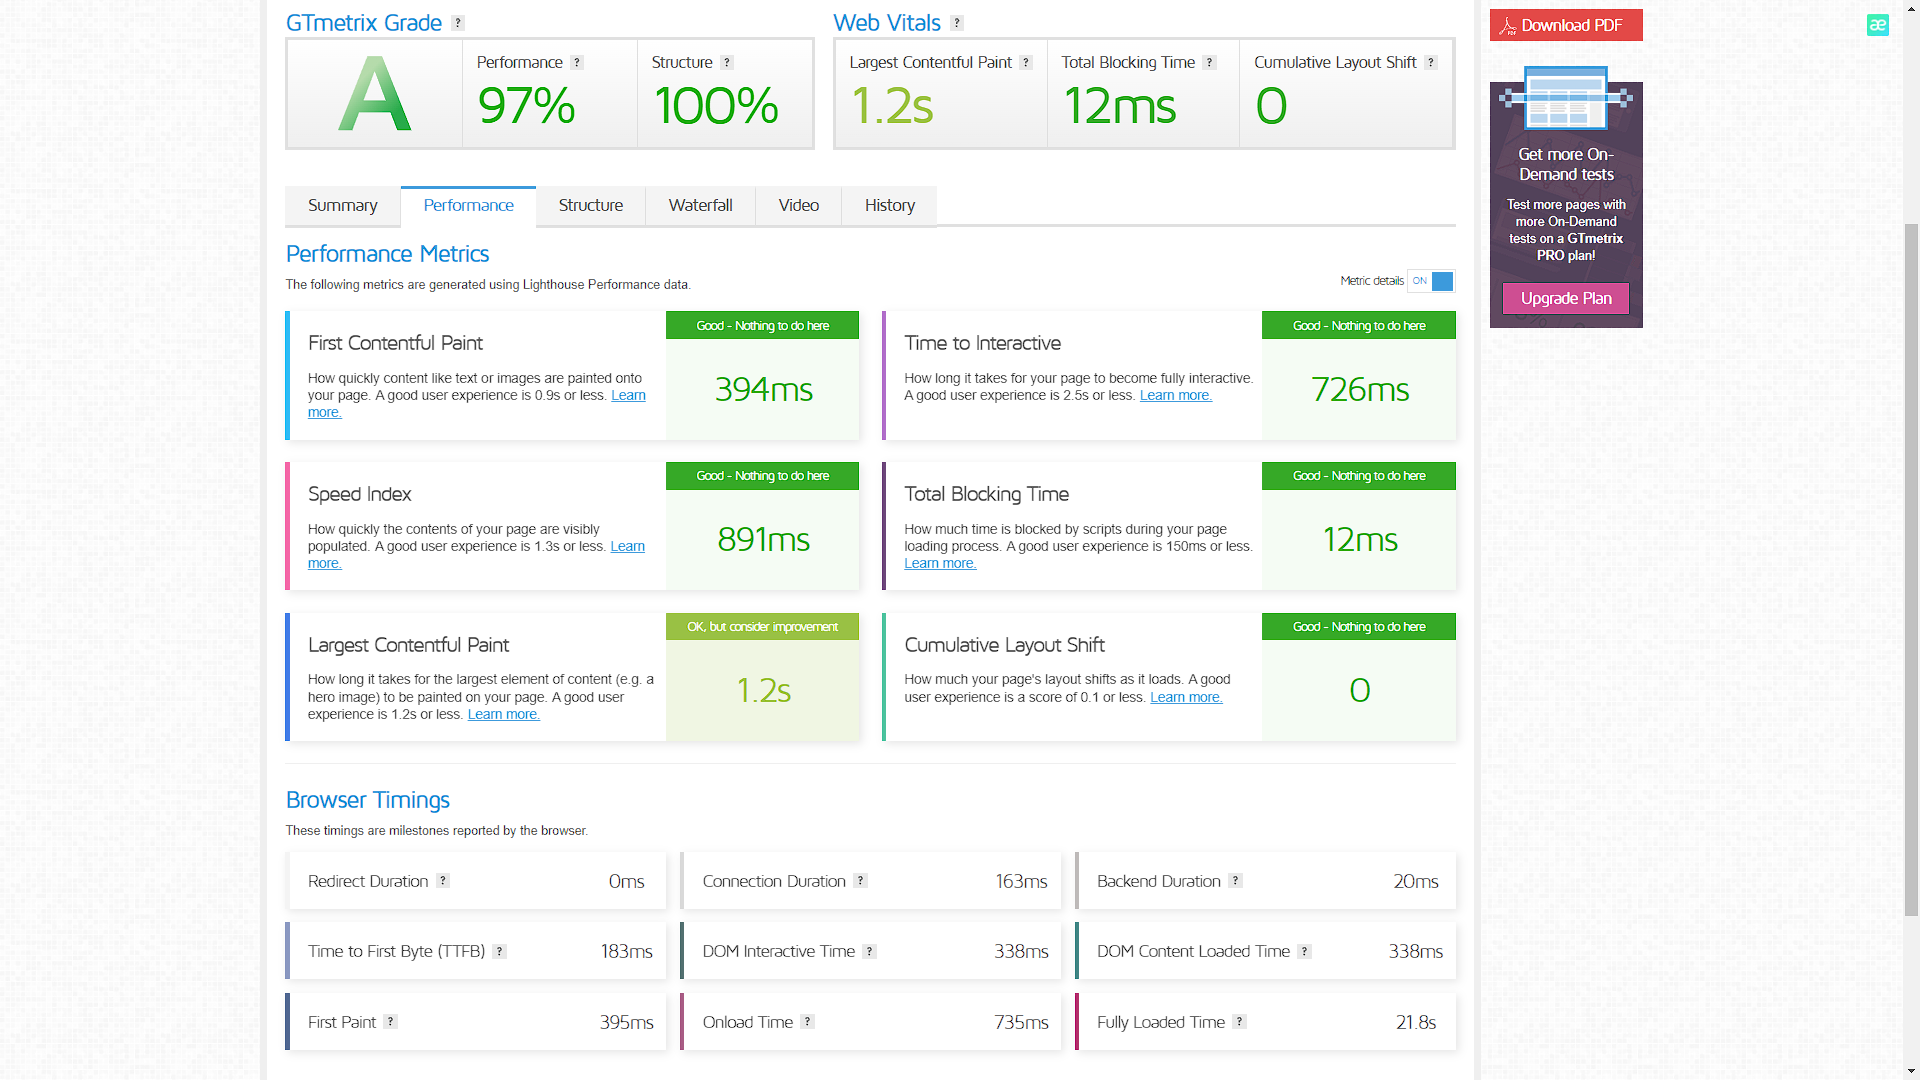 GTmetrix Grade ?
Web Vitals ?
A
Performance ?
97%
Structure ?
100%
Largest Contentful Paint ?
1.2s
Total Blocking Time ?
12ms
Cumulative Layout Shift ?
0
Download PDF
æ
Get more On-
Demand tests
Test more pages with
more On-Demand
tests on a GTmetrix
PRO plan!
Upgrade Plan
Summary
Performance
Structure
Waterfall
Video
History
Performance Metrics
The following metrics are generated using Lighthouse Performance data.
Metric details ON
First Contentful Paint
How quickly content like text or images are painted onto
your page. A good user experience is 0.9s or less. Learn
more.
Good - Nothing to do here
394ms
Time to Interactive
How long it takes for your page to become fully interactive.
A good user experience is 2.5s or less. Learn more.
Good - Nothing to do here
726ms
Speed Index
How quickly the contents of your page are visibly
populated. A good user experience is 1.3s or less. Learn
more.
Good - Nothing to do here
891ms
Total Blocking Time
How much time is blocked by scripts during your page
loading process. A good user experience is 150ms or less.
Learn more.
Good - Nothing to do here
12ms
Largest Contentful Paint
How long it takes for the largest element of content (e.g. a
hero image) to be painted on your page. A good user
experience is 1.2s or less. Learn more.
OK, but consider improvement
1.2s
Cumulative Layout Shift
How much your page's layout shifts as it loads. A good
user experience is a score of 0.1 or less. Learn more.
Good - Nothing to do here
0
Browser Timings
These timings are milestones reported by the browser.
Redirect Duration ? 0ms
Connection Duration ? 163ms
Backend Duration ? 20ms
Time to First Byte (TTFB) ? 183ms
DOM Interactive Time ? 338ms
DOM Content Loaded Time ? 338ms
First Paint ? 395ms
Onload Time ? 735ms
Fully Loaded Time ? 21.8s